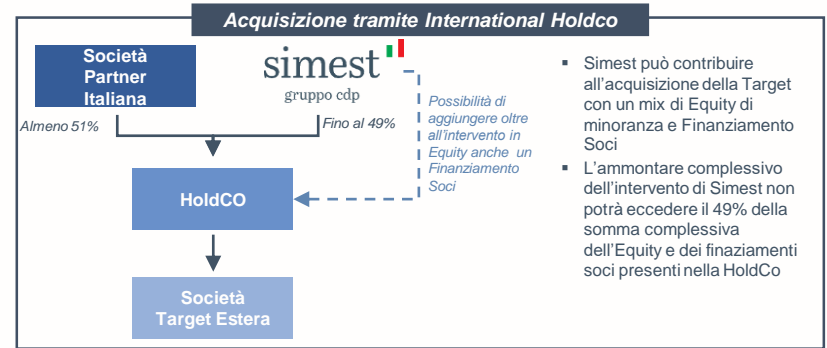 Acquisizione tramite International Holdco
Società
Partner
Italiana
simest
gruppo cdp
Almeno 51%
Fino al 49%
Possibilità di
aggiungere oltre
all'intervento in
Equity anche un
Finanziamento
Soci
HoldCO
Società
Target Estera
▪ Simest può contribuire
all'acquisizione della Target
con un mix di Equity di
minoranza e Finanziamento
Soci
▪ L'ammontare complessivo
dell'intervento di Simest non
potrà eccedere il 49% della
somma complessiva
dell'Equity e dei finaziamenti
soci presenti nella HoldCo